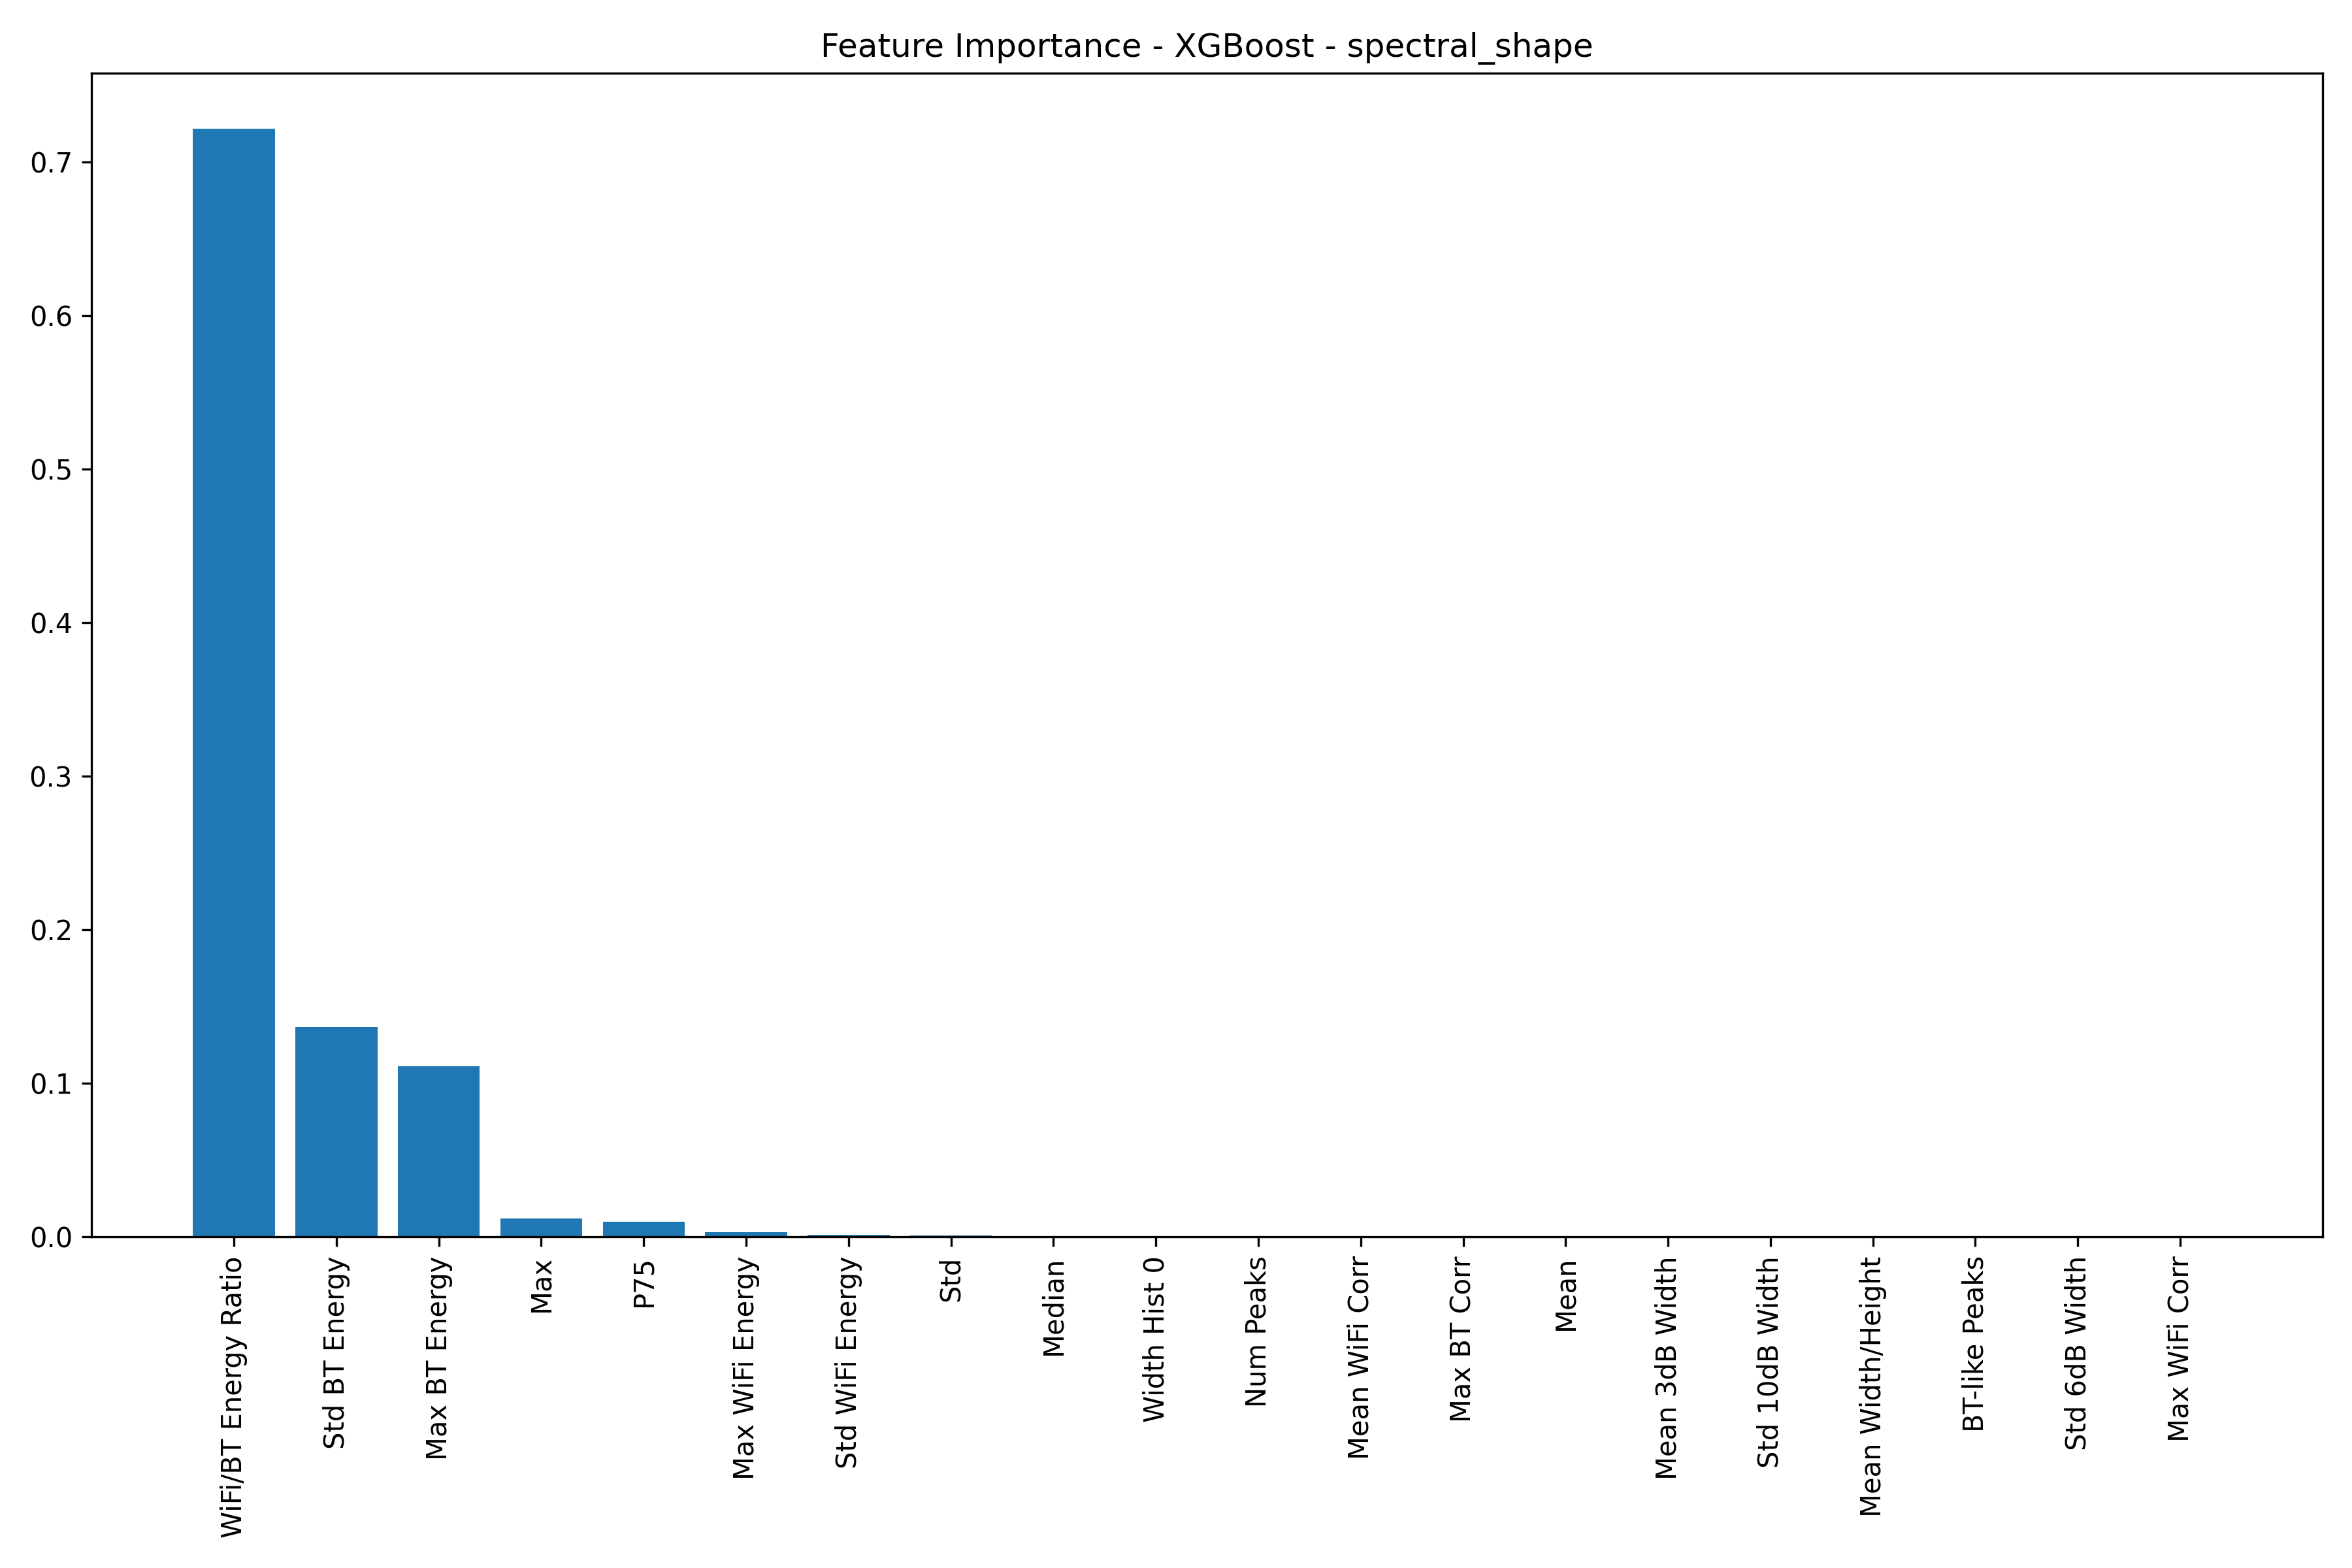 Feature Importance - XGBoost - spectral_shape
0.7
0.6
0.5
0.4
0.3
0.2
0.1
0.0
WiFi/BT Energy Ratio
Std BT Energy
Max BT Energy
Max
P75
Max WiFi Energy
Std WiFi Energy
Std
Median
Width Hist 0
Num Peaks
Mean WiFi Corr
Max BT Corr
Mean
Mean 3dB Width
Std 10dB Width
Mean Width/Height
BT-like Peaks
Std 6dB Width
Max WiFi Corr